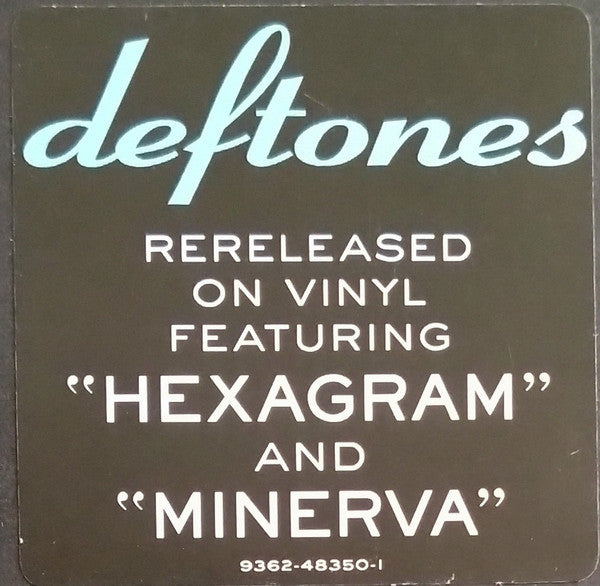 deftones
RERELEASED
ON VINYL
FEATURING
“HEXAGRAM”
AND
“MINERVA”
9362-48350-1